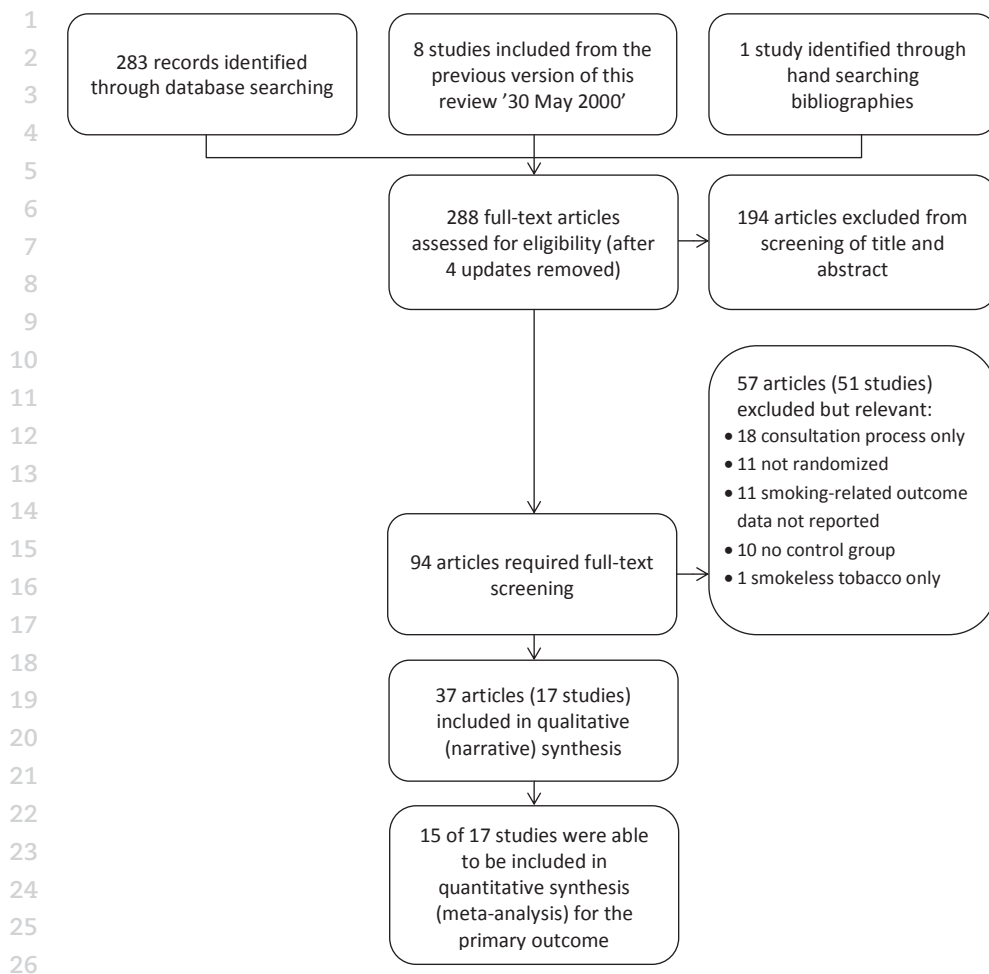 1
2
3
4
5
6
7
8
9
10
11
12
13
14
15
16
17
18
19
20
21
22
23
24
25
26
283 records identified
through database searching
8 studies included from the
previous version of this
review '30 May 2000'
1 study identified through
hand searching
bibliographies
288 full-text articles
assessed for eligibility (after
4 updates removed)
194 articles excluded from
screening of title and
abstract
57 articles (51 studies)
excluded but relevant:
• 18 consultation process only
• 11 not randomized
• 11 smoking-related outcome
data not reported
• 10 no control group
• 1 smokeless tobacco only
94 articles required full-text
screening
37 articles (17 studies)
included in qualitative
(narrative) synthesis
15 of 17 studies were able
to be included in
quantitative synthesis
(meta-analysis) for the
primary outcome